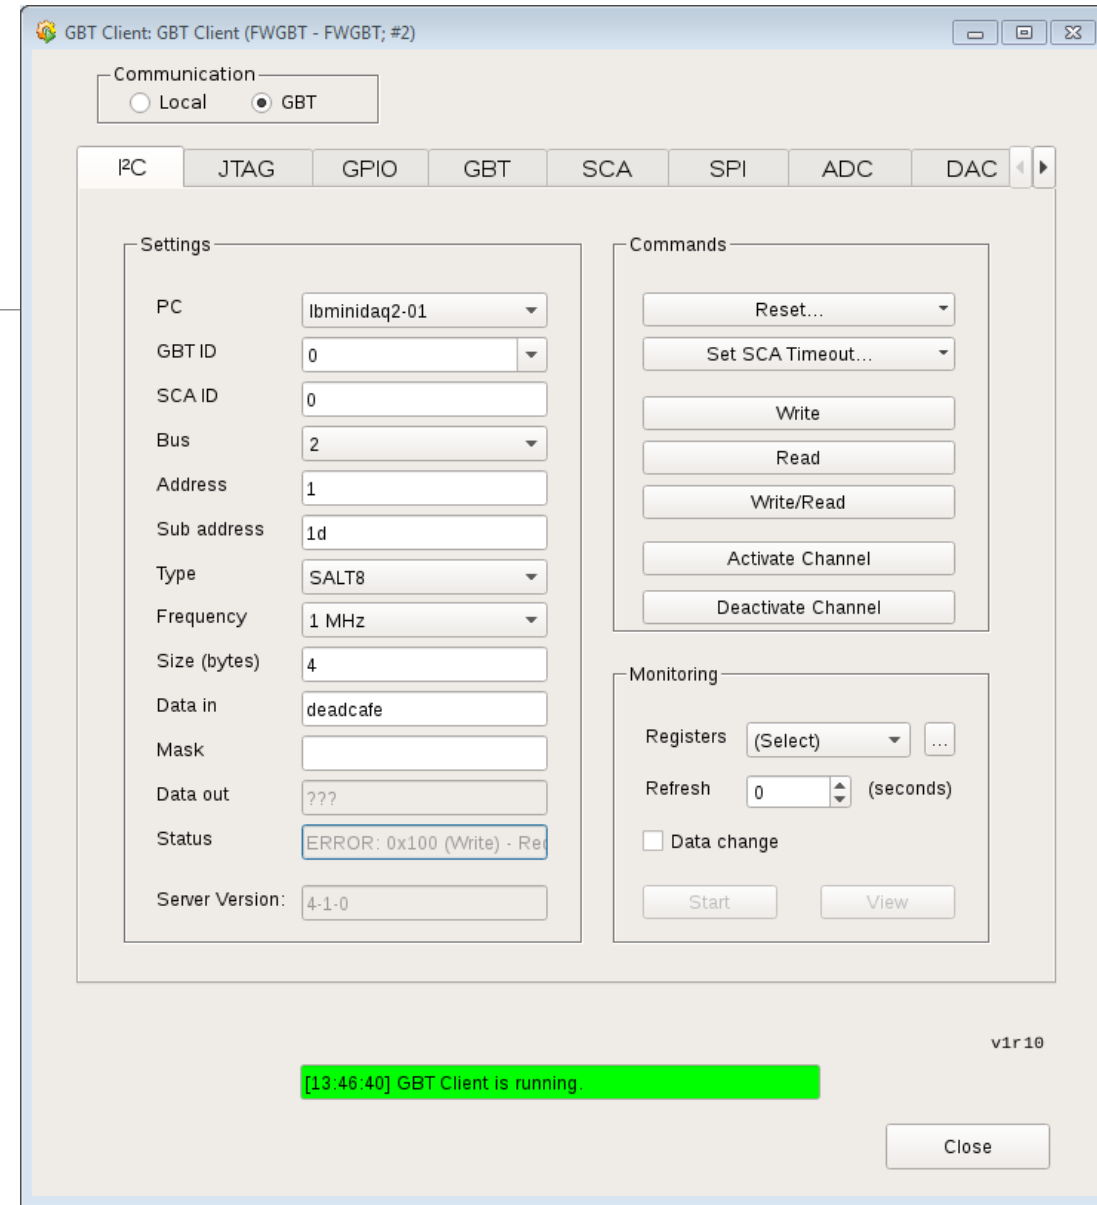 GBT Client: GBT Client (FWGBT - FWGBT; #2)
Communication
Local GBT
I²C JTAG GPIO GBT SCA SPI ADC DAC
Settings
PC lbminidaq2-01
GBT ID 0
SCA ID 0
Bus 2
Address 1
Sub address 1d
Type SALT8
Frequency 1 MHz
Size (bytes) 4
Data in deadcafe
Mask
Data out ???
Status ERROR: 0x100 (Write) - Rec
Server Version: 4-1-0
Commands
Reset...
Set SCA Timeout...
Write
Read
Write/Read
Activate Channel
Deactivate Channel
Monitoring
Registers (Select) ...
Refresh 0 (seconds)
Data change
Start View
v1r10
[13:46:40] GBT Client is running.
Close